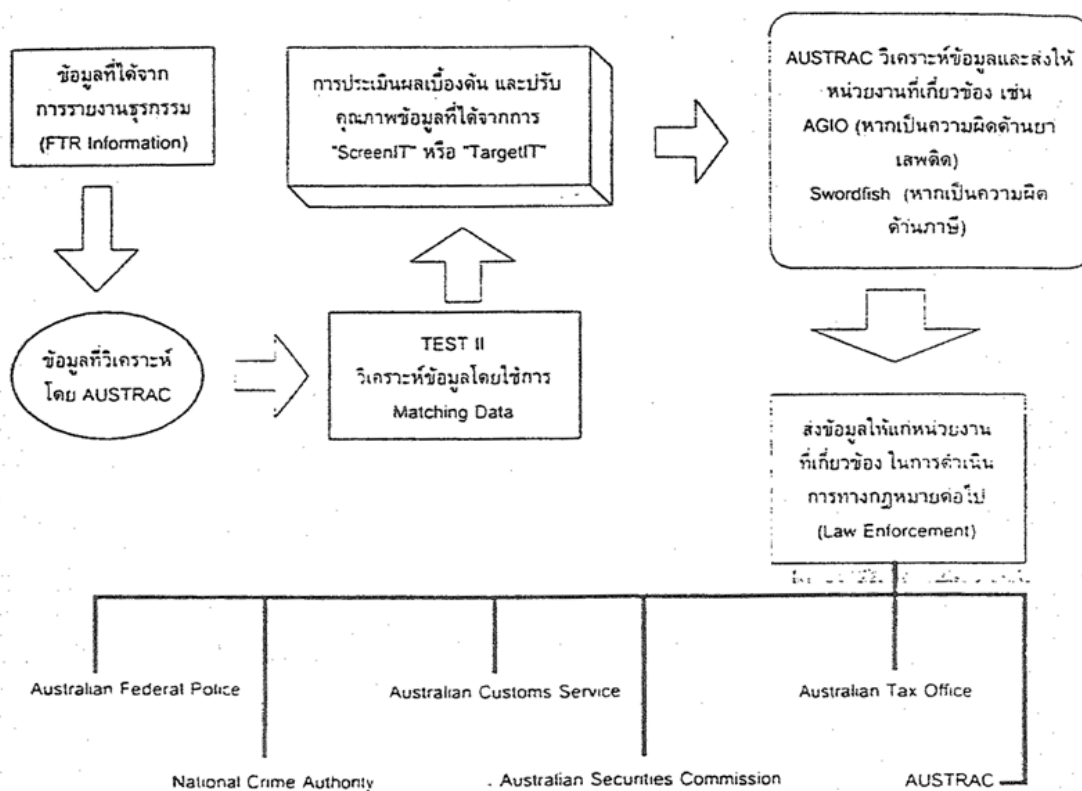 ข้อมูลที่ได้จาก
การรายงานธุรกรรม
(FTR Information)
ข้อมูลที่วิเคราะห์
โดย AUSTRAC
TEST II
วิเคราะห์ข้อมูลโดยใช้การ
Matching Data
การประเมินผลเบื้องต้น และปรับ
คุณภาพข้อมูลที่ได้จากการ
"ScreenIT" หรือ "TargetIT"
AUSTRAC วิเคราะห์ข้อมูลและส่งให้
หน่วยงานที่เกี่ยวข้อง เช่น
AGIO (หากเป็นความผิดด้านยา
เสพติด)
Swordfish (หากเป็นความผิด
ด้านภาษี)
ส่งข้อมูลให้แก่หน่วยงาน
ที่เกี่ยวข้อง ในการดำเนิน
การทางกฎหมายต่อไป
(Law Enforcement)
Australian Federal Police
Australian Customs Service
Australian Tax Office
National Crime Authority
Australian Securities Commission
AUSTRAC